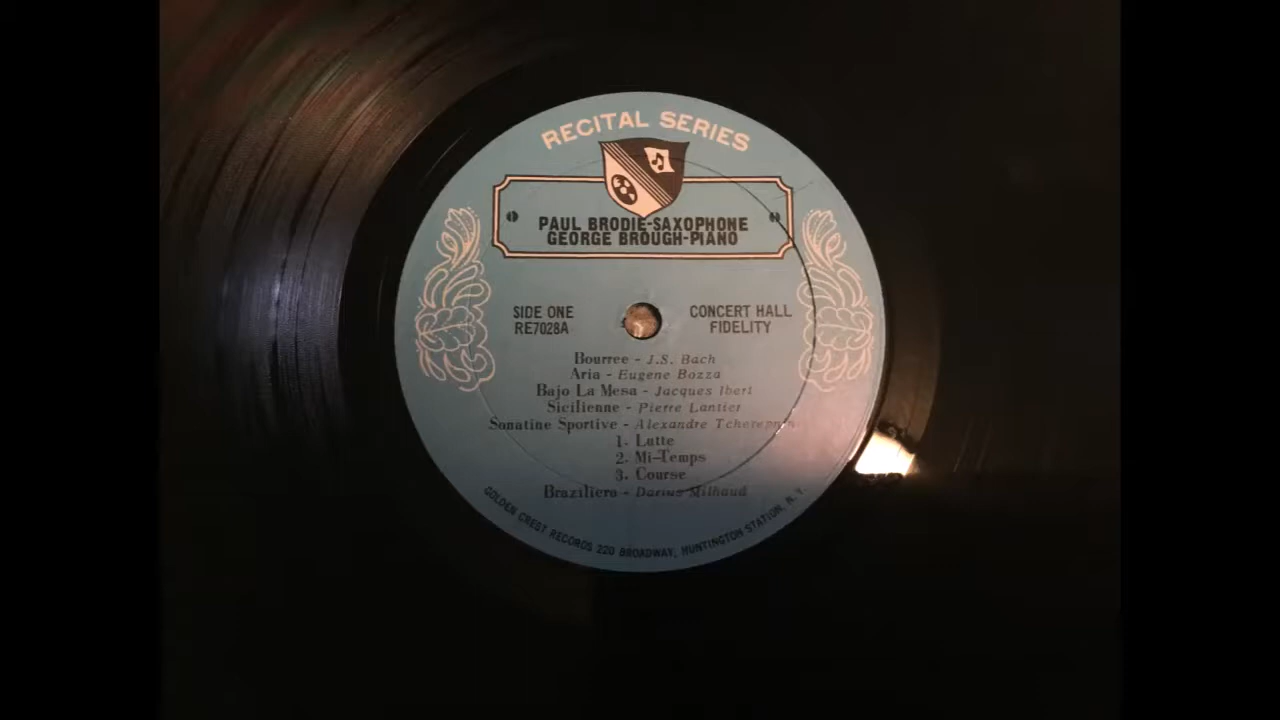 RECITAL SERIES
PAUL BRODIE-SAXOPHONE
GEORGE BROUGH-PIANO
SIDE ONE
RE7028A
CONCERT HALL
FIDELITY
Bourree - J.S. Bach
Aria - Eugene Bozza
Bajo La Mesa - Jacques Ibert
Sicilienne - Pierre Lantier
Sonatine Sportive - Alexandre
1. Lutte
2. Mi-Temps
3. Course
Braziliera - Darius Milhaud
GOLDEN CREST RECORDS 220 BROADWAY, HUNTINGTON STATION, N.Y.